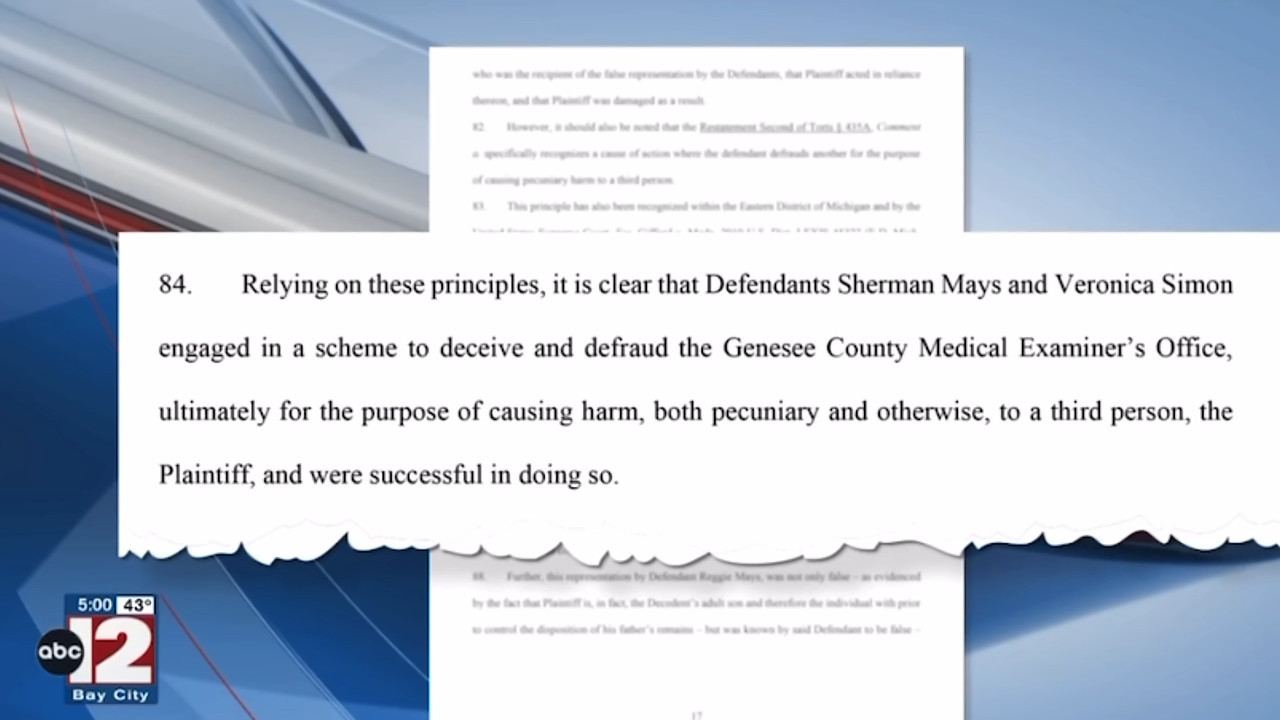 who was the recipient of the false representation by the Defendants, that Plaintiff acted in reliance
thereon, and that Plaintiff was damaged as a result.
82. However, it should also be noted that the Restatement Second of Torts § 435A, Comment
a. specifically recognizes a cause of action where the defendant defrauds another for the purpose
of causing pecuniary harm to a third person.
83. This principle has also been recognized within the Eastern District of Michigan and by the
84. Relying on these principles, it is clear that Defendants Sherman Mays and Veronica Simon
engaged in a scheme to deceive and defraud the Genesee County Medical Examiner’s Office,
ultimately for the purpose of causing harm, both pecuniary and otherwise, to a third person, the
Plaintiff, and were successful in doing so.
88. Further, this representation by Defendant Reggie Mays, was not only false – as evidenced
by the fact that Plaintiff is, in fact, the Decedent’s adult son and therefore the individual with prior
to control the disposition of his father’s remains – but was known by said Defendant to be false –
17
5:00 43°
abc 12
Bay City